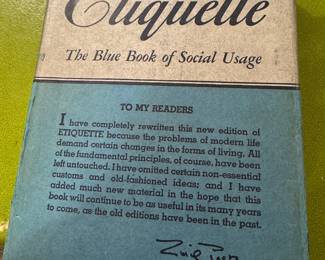 Etiquette
The Blue Book of Social Usage
TO MY READERS
I have completely rewritten this new edition of
ETIQUETTE because the problems of modern life
demand certain changes in the forms of living. All
of the fundamental principles, of course, have been
left untouched. I have omitted certain non-essential
customs and old-fashioned ideas; and I have
added much new material in the hope that this
book will continue to be as useful in its many years
to come, as the old editions have been in the past.